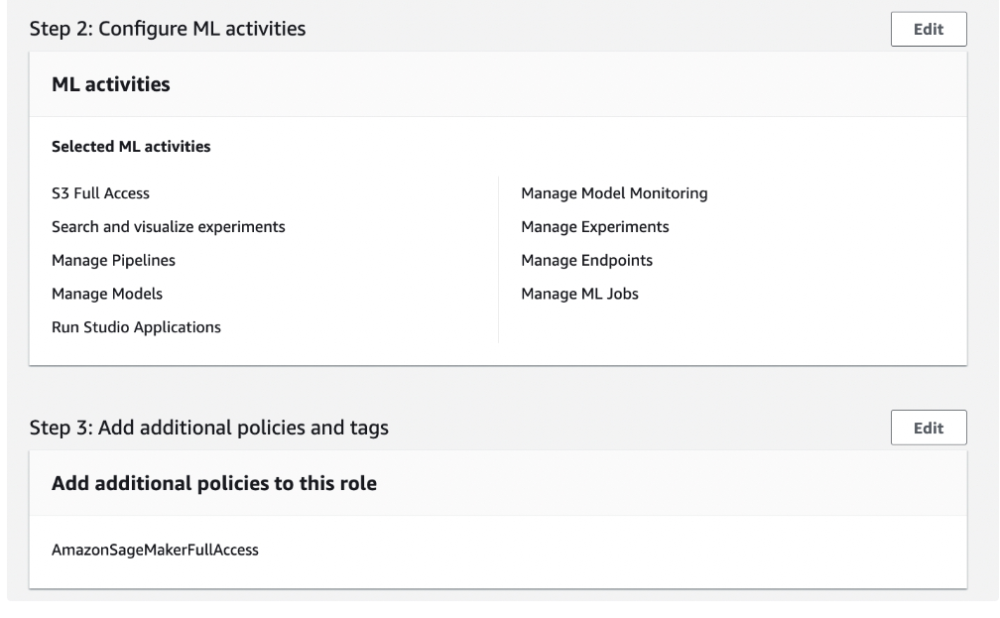 Step 2: Configure ML activities
Edit
ML activities
Selected ML activities
S3 Full Access
Search and visualize experiments
Manage Pipelines
Manage Models
Run Studio Applications
Manage Model Monitoring
Manage Experiments
Manage Endpoints
Manage ML Jobs
Step 3: Add additional policies and tags
Edit
Add additional policies to this role
AmazonSageMakerFullAccess